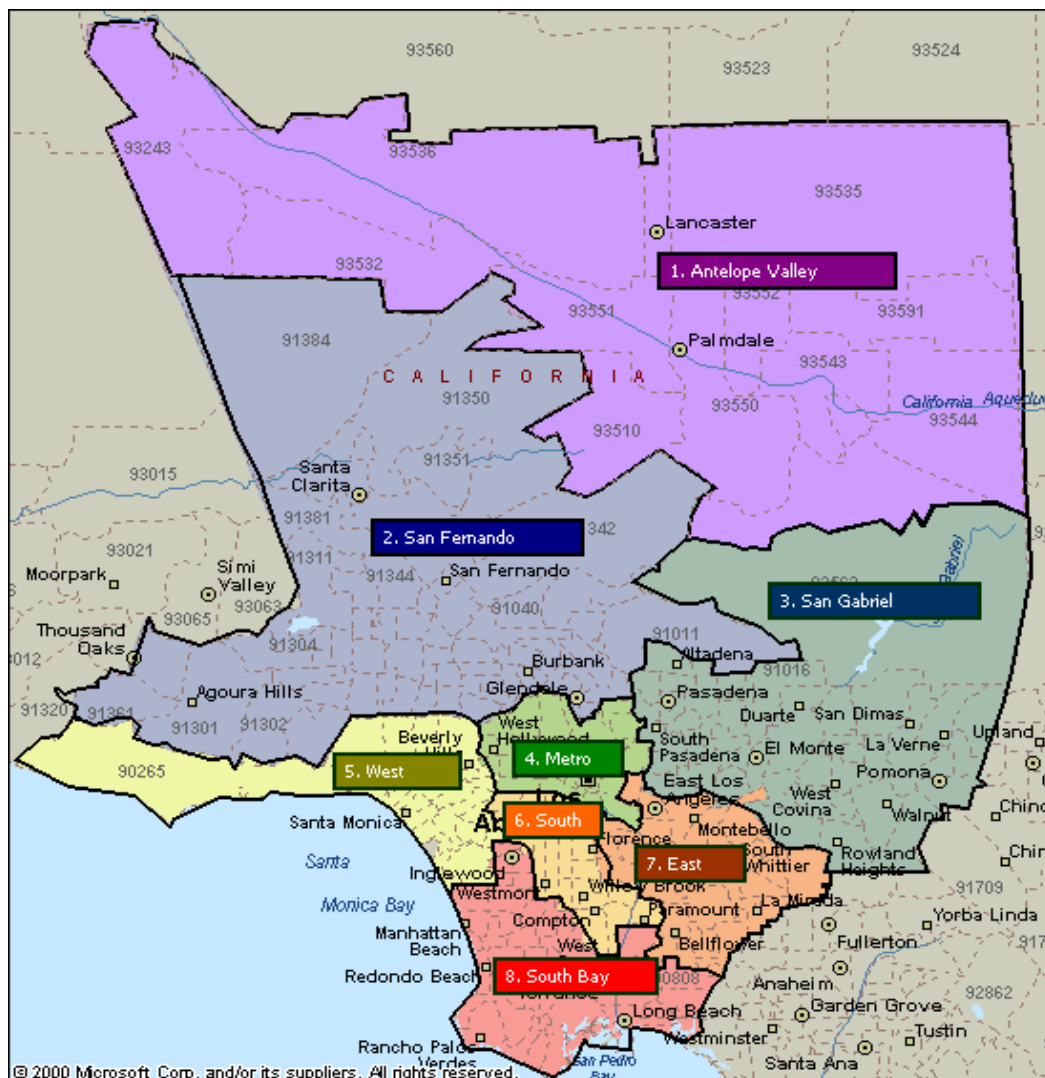 93560
93524
93523
93243
93536
93535
Lancaster
1. Antelope Valley
93532
93552
93551
93591
91384
Palmdale
93543
CALIFORNIA
91350
93550
California Aqueduc
93510
93544
91351
Santa
Clarita
93015
91381
2. San Fernando
342
93021
91311
Moorpark
Simi
Valley
91344
San Fernando
93063
91040
3. San Gabriel
Gabriel
93065
Thousand
Oaks
91304
91011
93012
Burbank
Altadena
91016
Agoura Hills
Glendale
Pasadena
91320
91361
91301
91302
Duarte
San Dimas
West
Hollywood
South
Pasadena
La Verne
Upland
Beverly
El Monte
90265
5. West
4. Metro
Pomona
East Los
Angeles
West
Covina
Santa Monica
6. South
Walnut
Montebello
Florence
South
Whittier
Rowland
Heights
Santa
Monica Bay
Inglewood
7. East
Westmont
Willow Brook
La Mirada
91709
Compton
Paramount
Yorba Linda
Manhattan
Beach
West
Bellflower
Fullerton
Redondo Beach
8. South Bay
90808
Anaheim
Torrance
92862
Long Beach
Garden Grove
Westminster
Tustin
Rancho Palos
Verdes
San Pedro
Bay
Santa Ana
© 2000 Microsoft Corp. and/or its suppliers. All rights reserved.